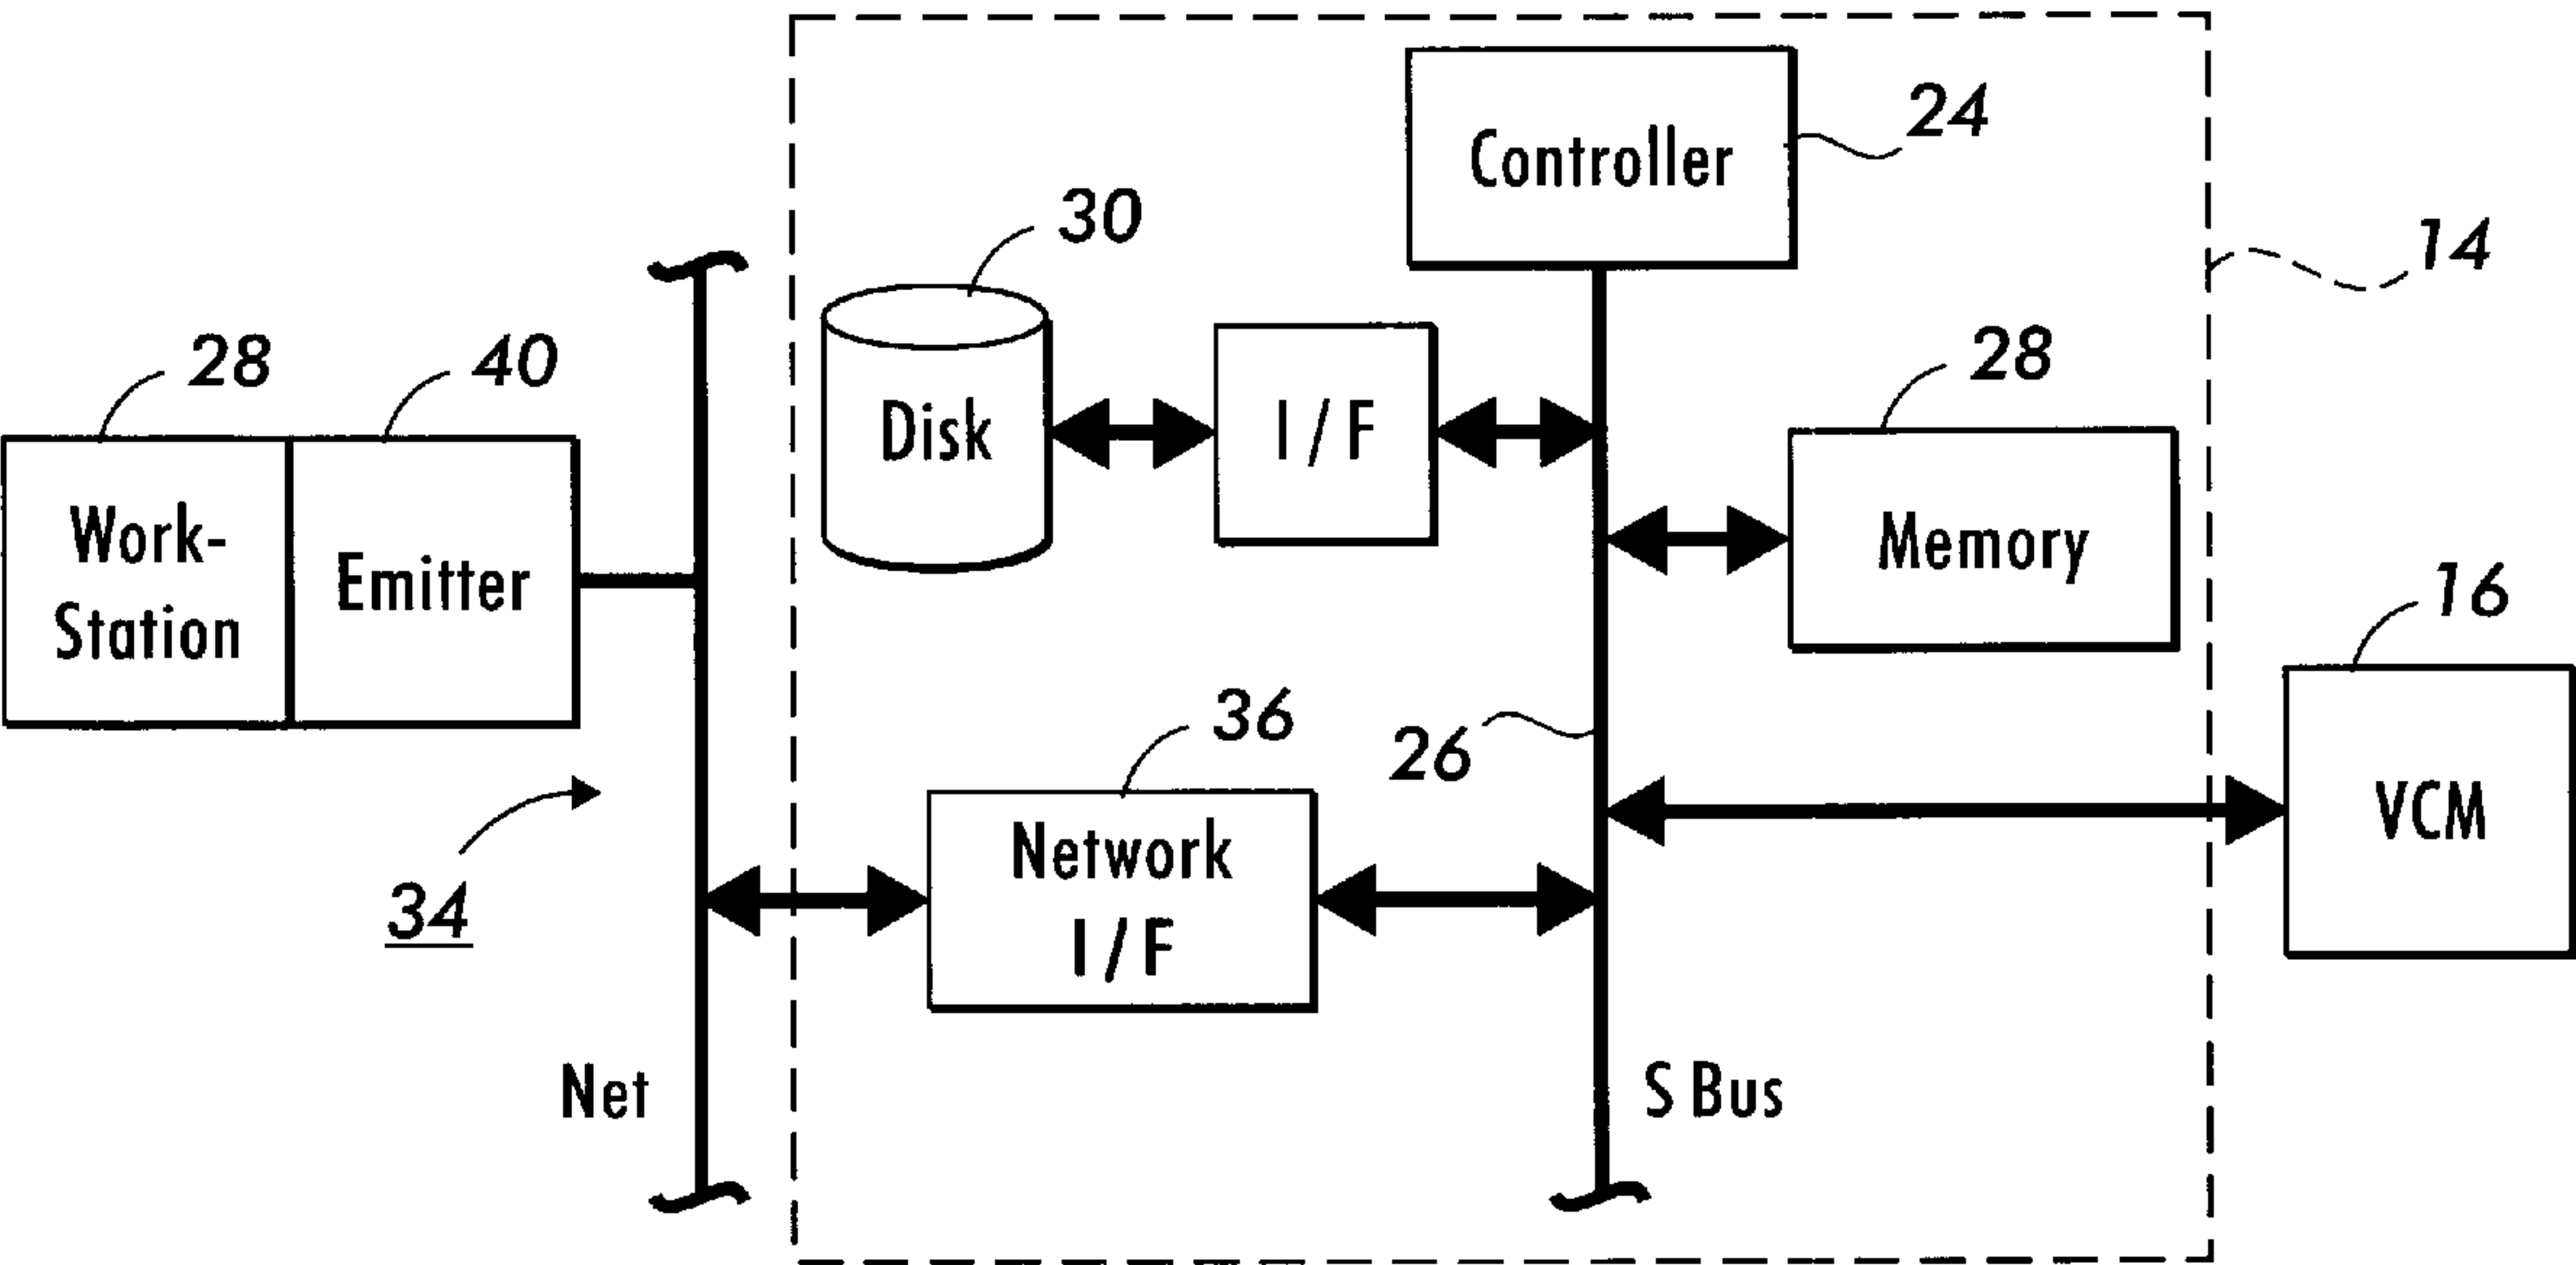 Controller
24
30
14
28
40
Disk
I / F
28
Work-
Station
Emitter
Memory
16
36
26
VCM
Network
I / F
34
Net
S Bus